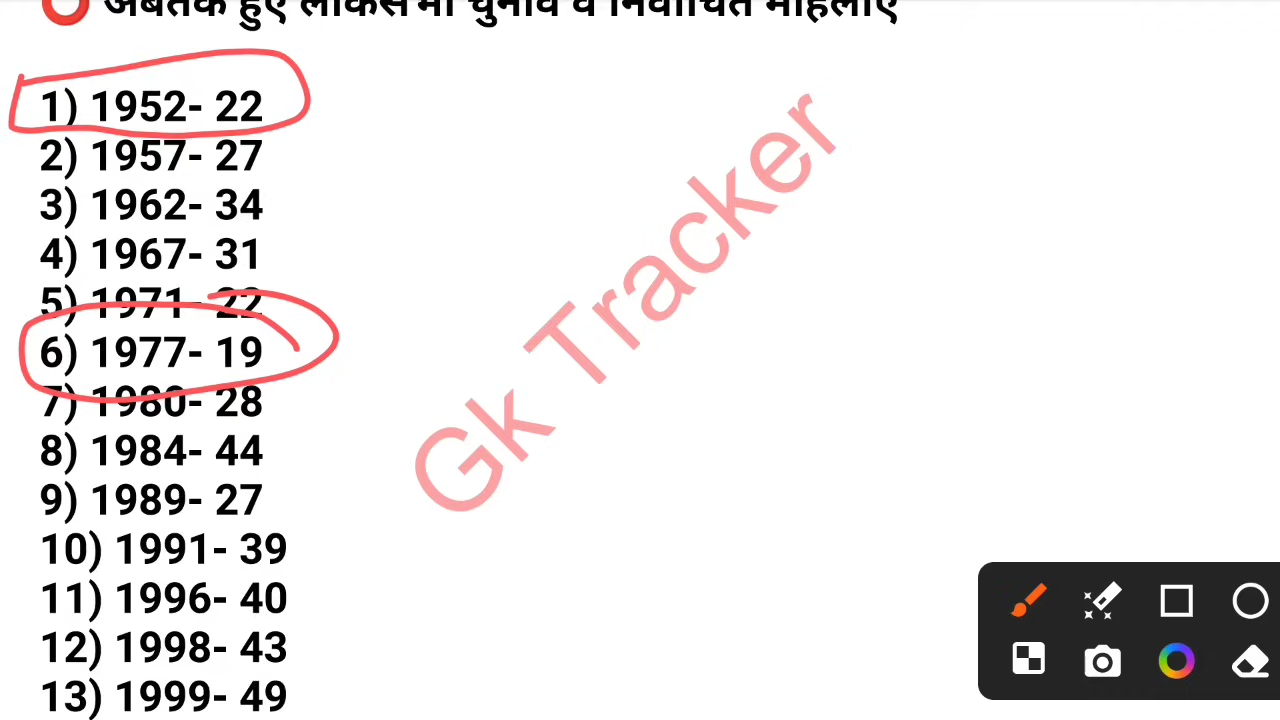 अबतक हुए लोकसभा चुनाव व निर्वाचित महिलाएं
1) 1952- 22
2) 1957- 27
3) 1962- 34
4) 1967- 31
5) 1971- 22
6) 1977- 19
7) 1980- 28
8) 1984- 44
9) 1989- 27
10) 1991- 39
11) 1996- 40
12) 1998- 43
13) 1999- 49
Gk Tracker